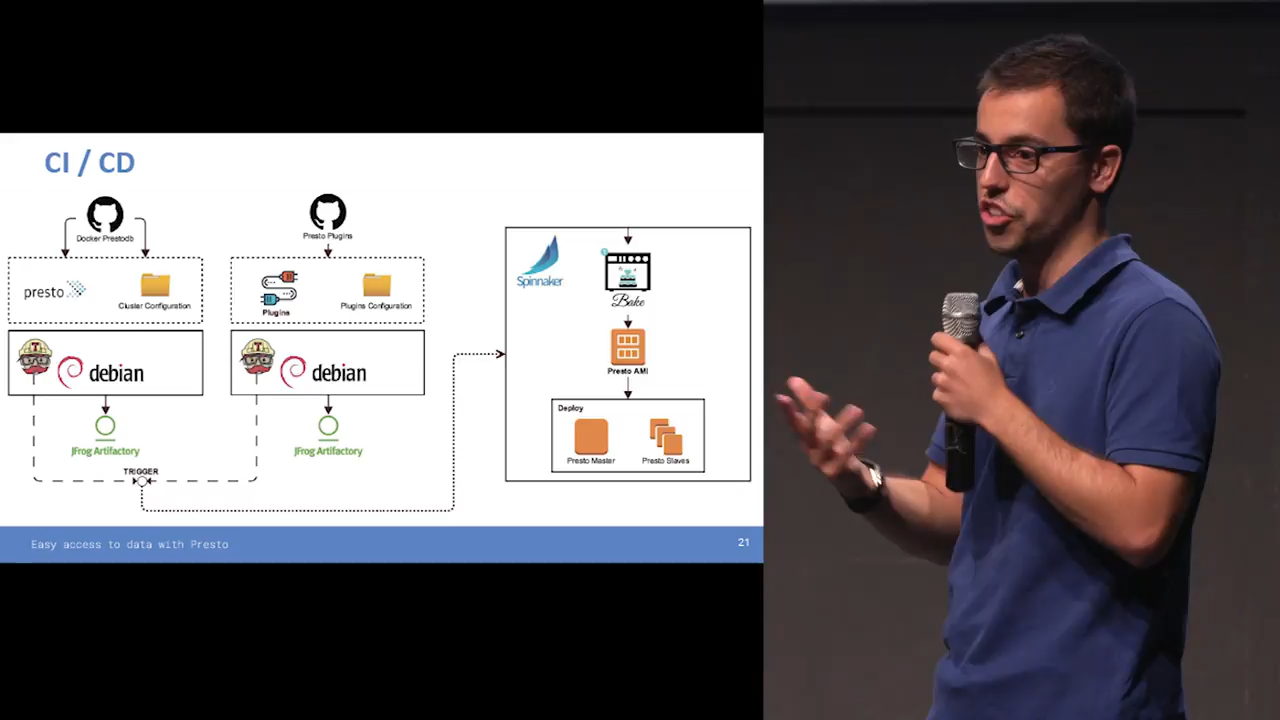 CI / CD
Docker Prestodb
Presto Plugins
presto
Cluster Configuration
Plugins
Plugins Configuration
T
debian
T
debian
JFrog Artifactory
JFrog Artifactory
TRIGGER
Spinnaker
Bake
Presto AMI
Deploy
Presto Master
Presto Slaves
Easy access to data with Presto
21